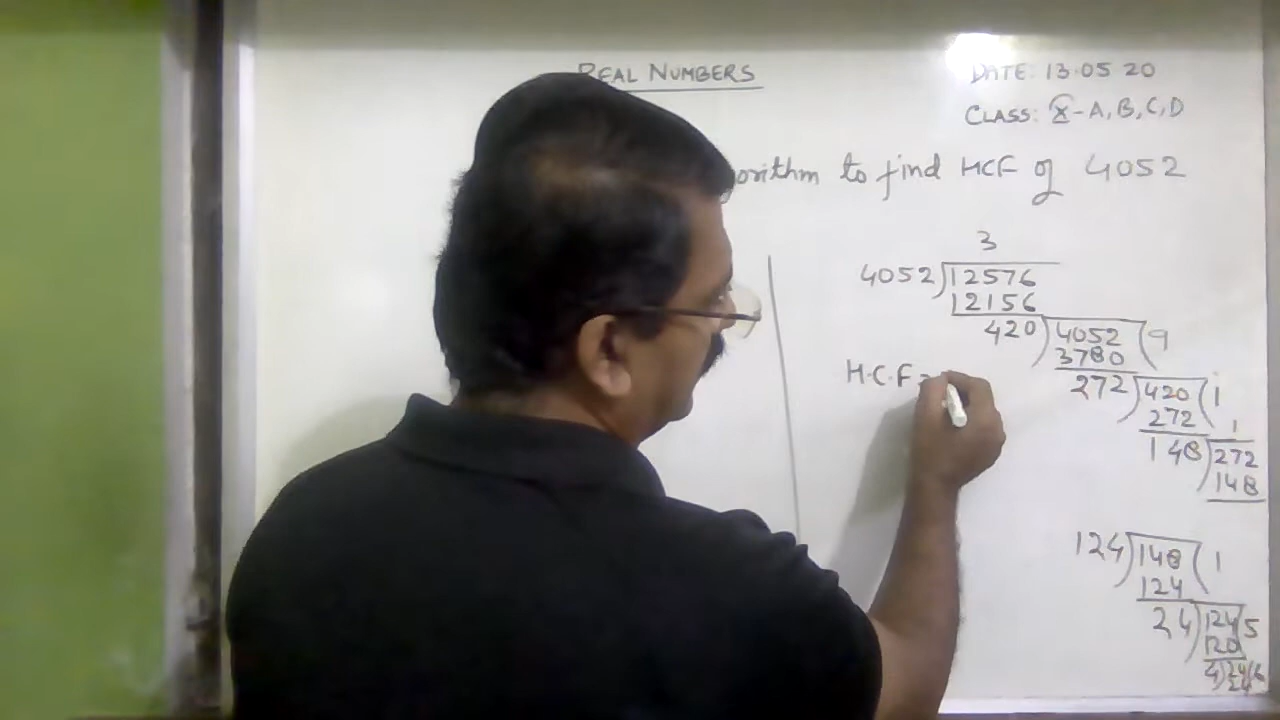 REAL NUMBERS
DATE: 13.05 20
CLASS: X - A, B, C, D
orithm to find HCF of 4052
3
4052) 12576
12156
420) 4052 ( 9
3780
272) 420 ( 1
272
148) 272
1
148
H.C.F =
124) 148 ( 1
124
24) 124 ( 5
120
4) 24 ( 6
24